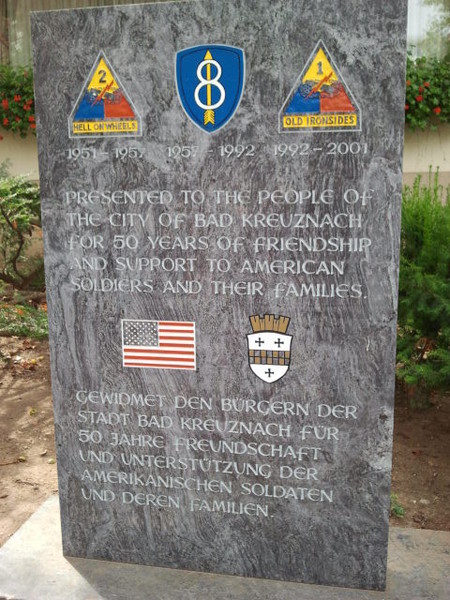 2 8 1
HELL ON WHEELS OLD IRONSIDES
1951 - 1957 1957 - 1992 1992 - 2001
PRESENTED TO THE PEOPLE OF
THE CITY OF BAD KREUZNACH
FOR 50 YEARS OF FRIENDSHIP
AND SUPPORT TO AMERICAN
SOLDIERS AND THEIR FAMILIES.
GEWIDMET DEN BÜRGERN DER
STADT BAD KREUZNACH FÜR
50 JAHRE FREUNDSCHAFT
UND UNTERSTÜTZUNG DER
AMERIKANISCHEN SOLDATEN
UND DEREN FAMILIEN.